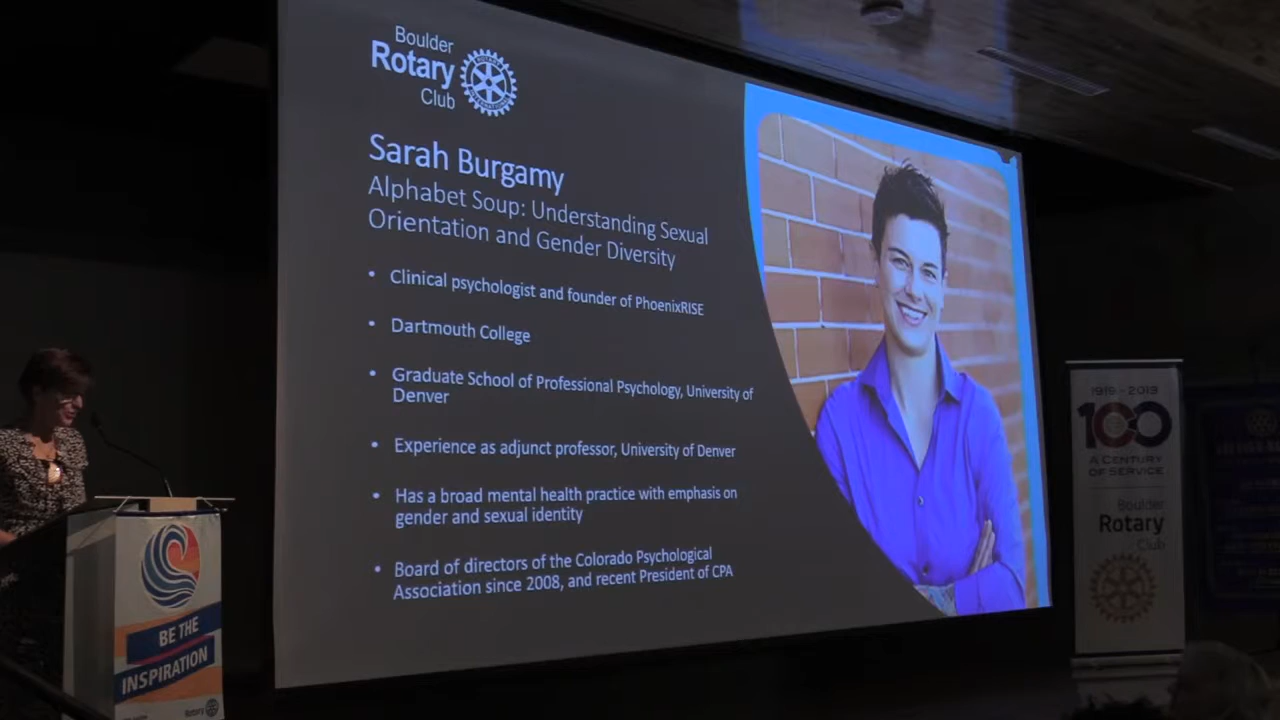 Boulder
Rotary
Club
Sarah Burgamy
Alphabet Soup: Understanding Sexual
Orientation and Gender Diversity
• Clinical psychologist and founder of PhoenixRISE
• Dartmouth College
• Graduate School of Professional Psychology, University of
Denver
• Experience as adjunct professor, University of Denver
• Has a broad mental health practice with emphasis on
gender and sexual identity
• Board of directors of the Colorado Psychological
Association since 2008, and recent President of CPA
BE THE
INSPIRATION
Rotary
1919 - 2019
100
A CENTURY
OF SERVICE
Boulder
Rotary
Club